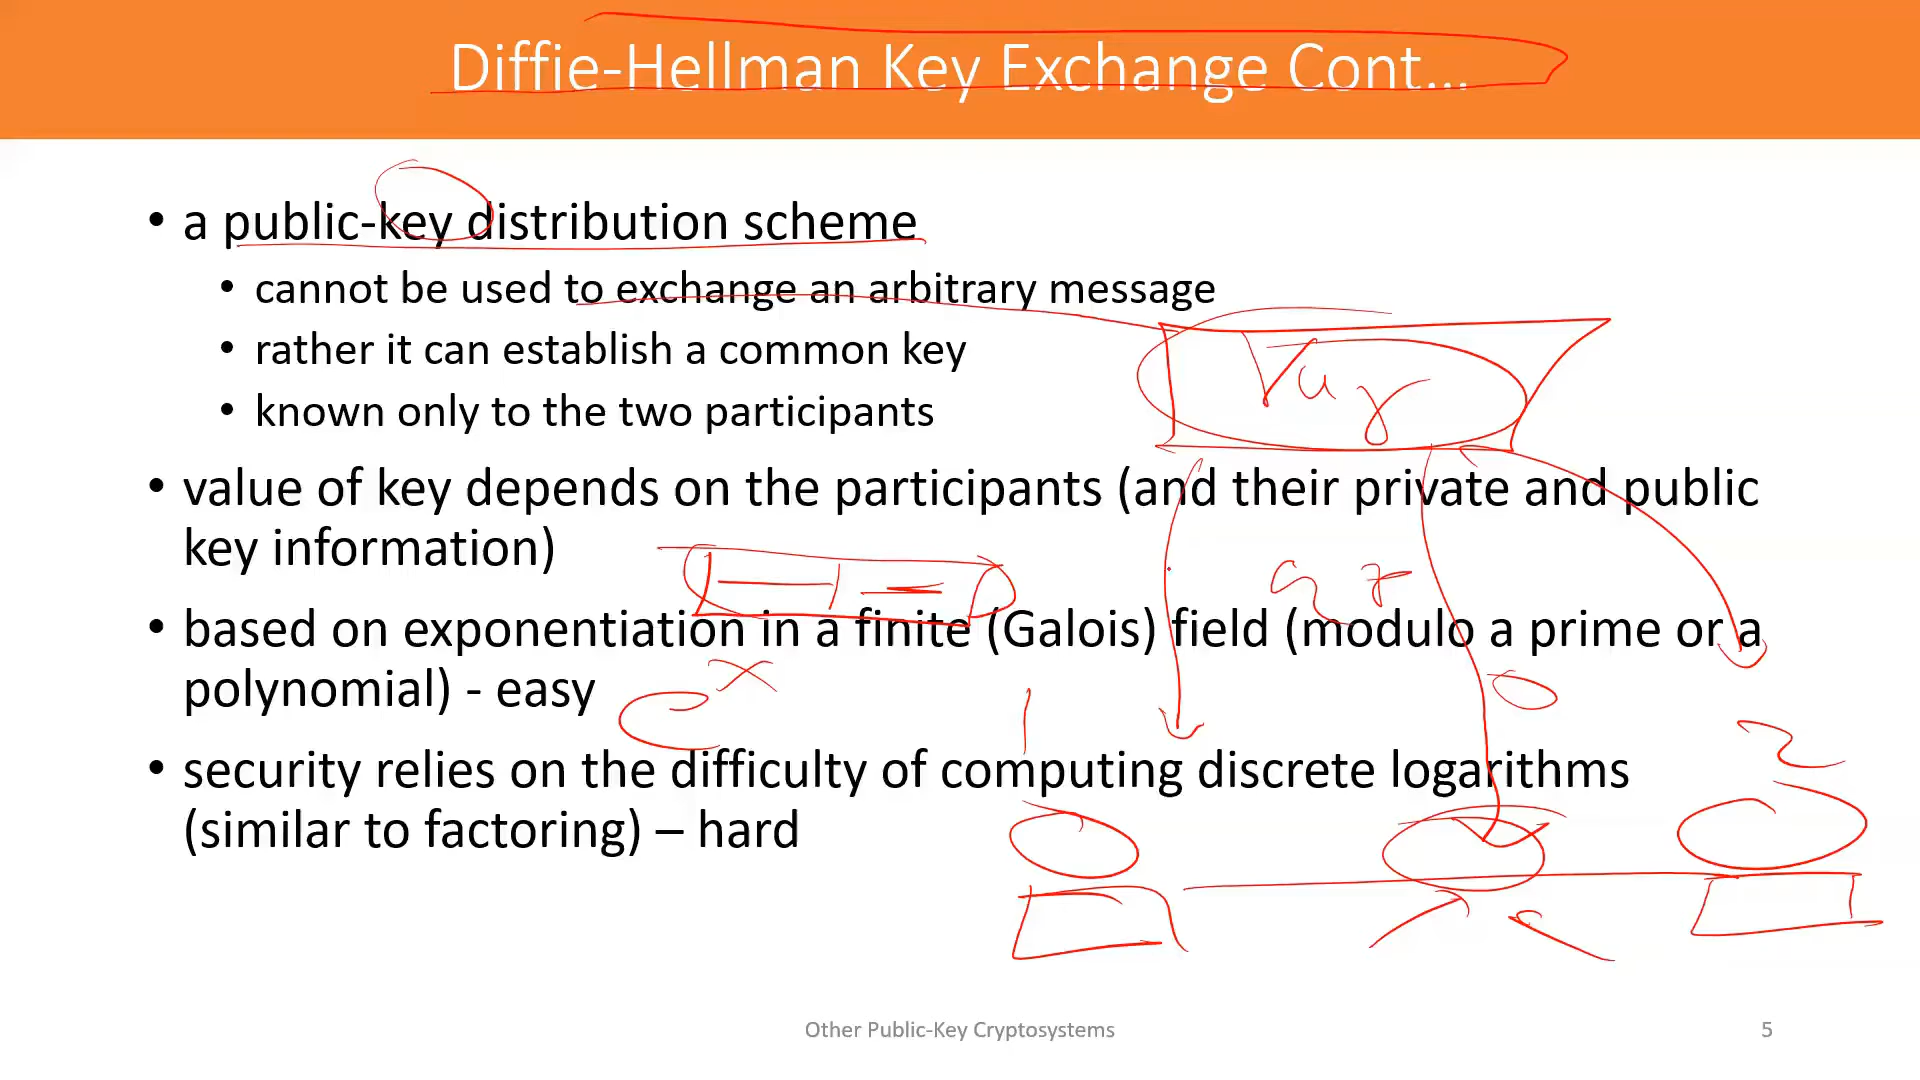 Diffie-Hellman Key Exchange Cont...
• a public-key distribution scheme
• cannot be used to exchange an arbitrary message
• rather it can establish a common key
• known only to the two participants
• value of key depends on the participants (and their private and public
key information)
• based on exponentiation in a finite (Galois) field (modulo a prime or a
polynomial) - easy
• security relies on the difficulty of computing discrete logarithms
(similar to factoring) – hard
Other Public-Key Cryptosystems
5